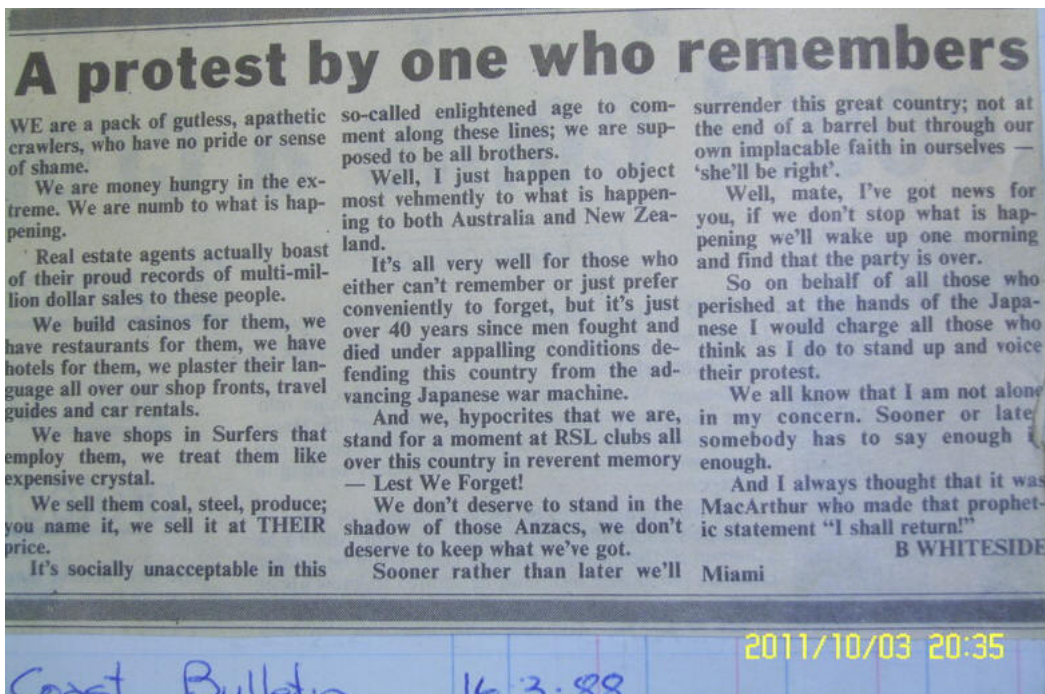 A protest by one who remembers
WE are a pack of gutless, apathetic
crawlers, who have no pride or sense
of shame.
We are money hungry in the ex-
treme. We are numb to what is hap-
pening.
Real estate agents actually boast
of their proud records of multi-mil-
lion dollar sales to these people.
We build casinos for them, we
have restaurants for them, we have
hotels for them, we plaster their lan-
guage all over our shop fronts, travel
guides and car rentals.
We have shops in Surfers that
employ them, we treat them like
expensive crystal.
We sell them coal, steel, produce;
you name it, we sell it at THEIR
price.
It's socially unacceptable in this
so-called enlightened age to com-
ment along these lines; we are sup-
posed to be all brothers.
Well, I just happen to object
most vehmently to what is happen-
ing to both Australia and New Zea-
land.
It's all very well for those who
either can't remember or just prefer
conveniently to forget, but it's just
over 40 years since men fought and
died under appalling conditions de-
fending this country from the ad-
vancing Japanese war machine.
And we, hypocrites that we are,
stand for a moment at RSL clubs all
over this country in reverent memory
— Lest We Forget!
We don't deserve to stand in the
shadow of those Anzacs, we don't
deserve to keep what we've got.
Sooner rather than later we'll
surrender this great country; not at
the end of a barrel but through our
own implacable faith in ourselves —
'she'll be right'.
Well, mate, I've got news for
you, if we don't stop what is hap-
pening we'll wake up one morning
and find that the party is over.
So on behalf of all those who
perished at the hands of the Japa-
nese I would charge all those who
think as I do to stand up and voice
their protest.
We all know that I am not alone
in my concern. Sooner or late
somebody has to say enough i
enough.
And I always thought that it was
MacArthur who made that prophet-
ic statement "I shall return!"
B WHITESIDE
Miami
2011/10/03 20:35
Coast Bulletin 16.3.88